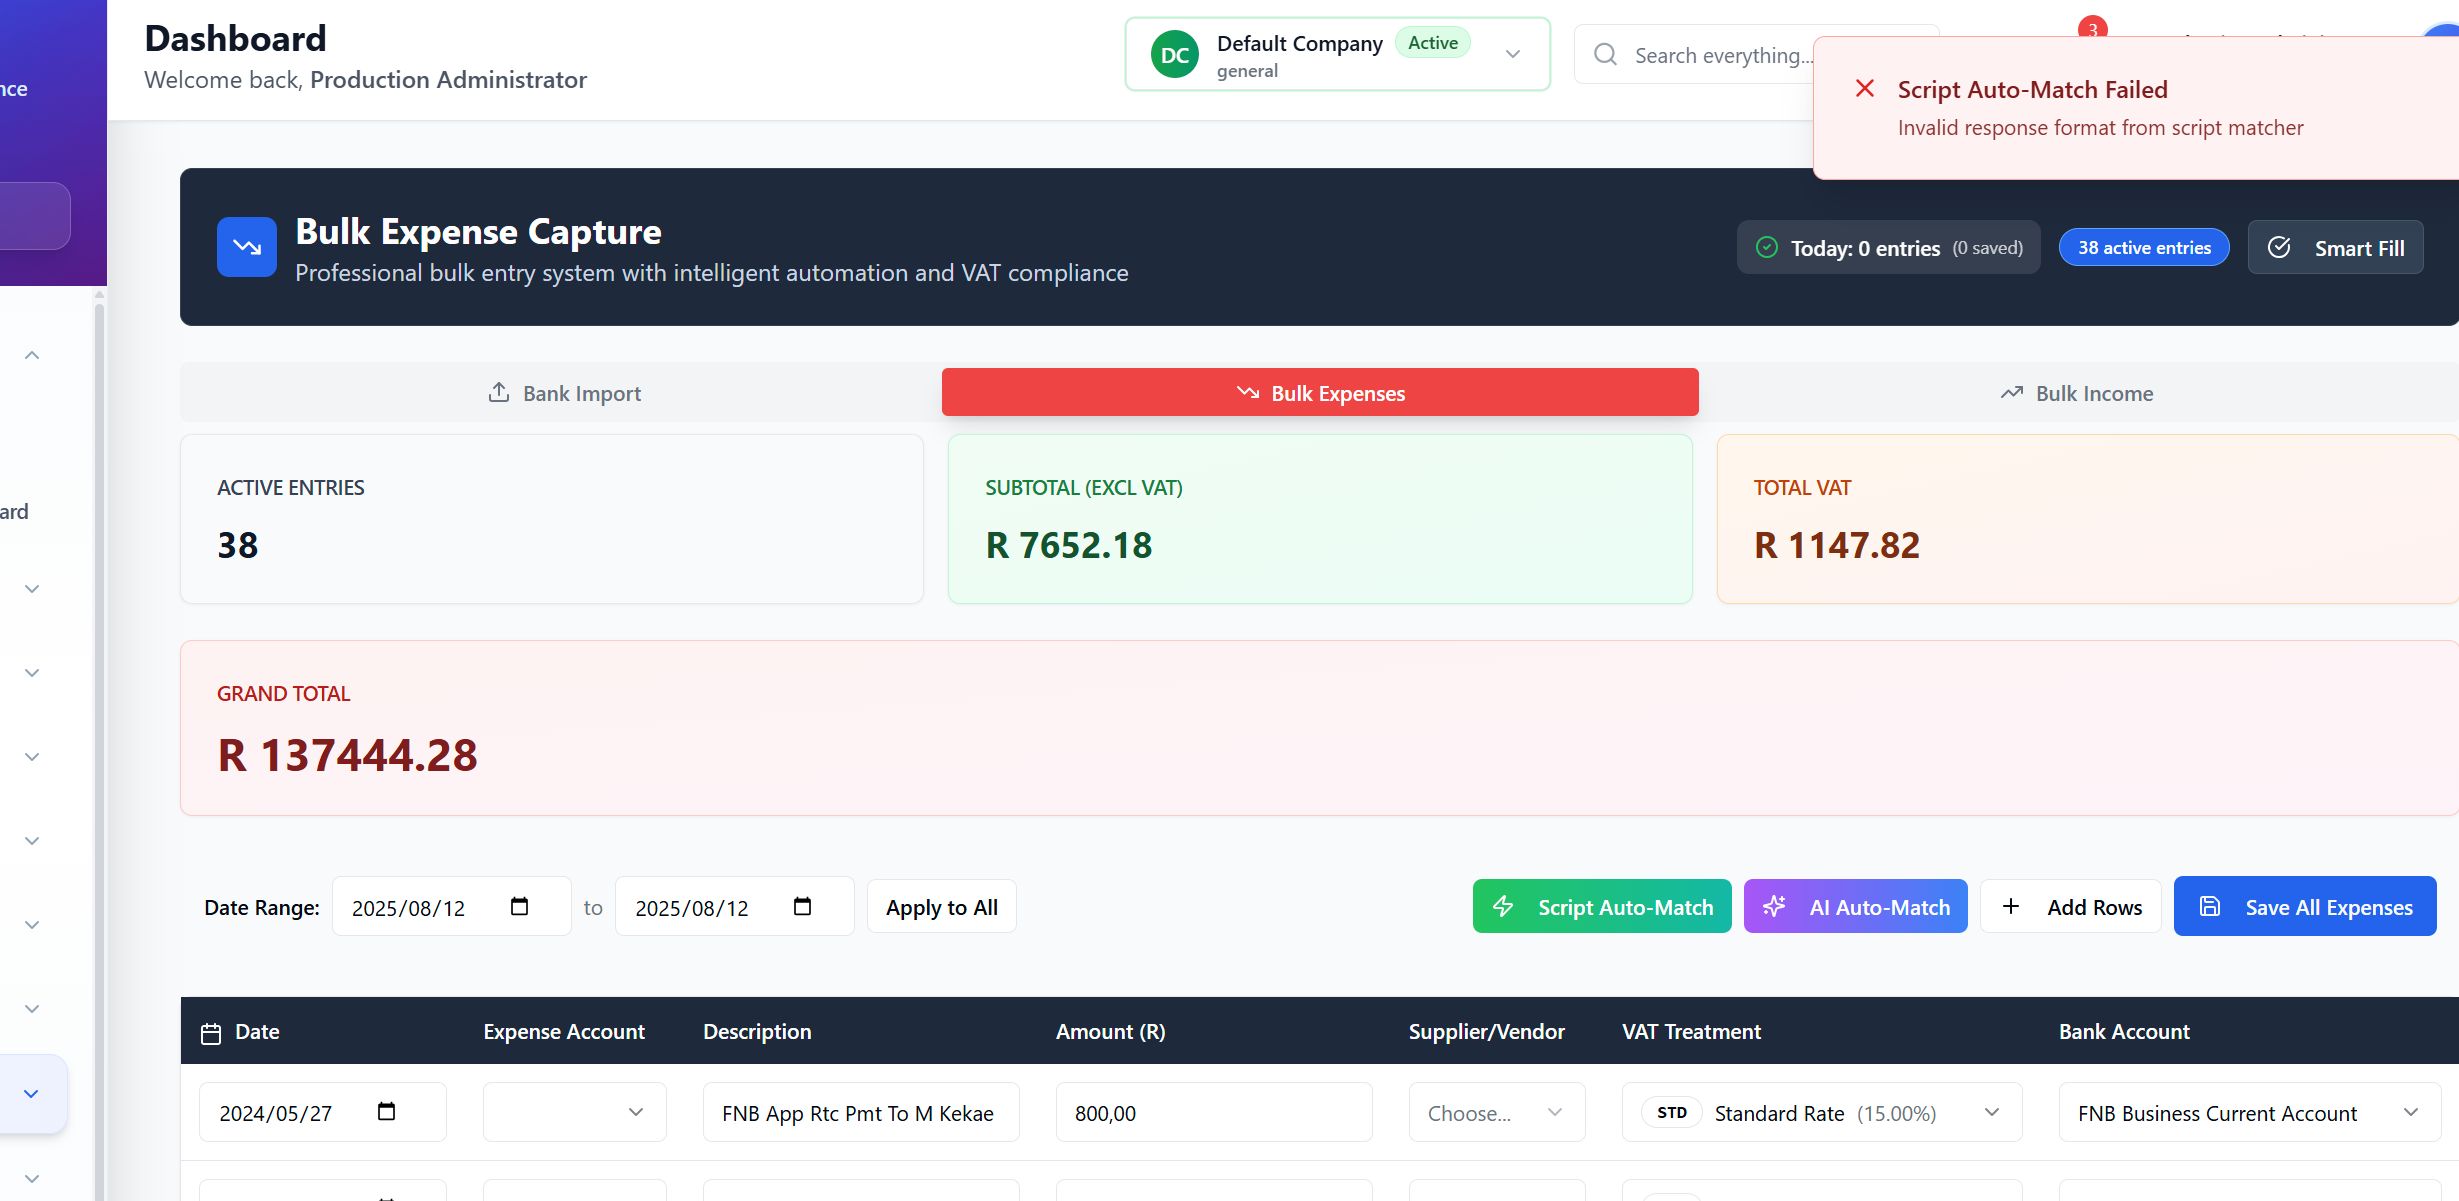 Dashboard
Welcome back, Production Administrator
DC
Default Company
Active
general
Search everything...
3
Script Auto-Match Failed
Invalid response format from script matcher
nce
Bulk Expense Capture
Professional bulk entry system with intelligent automation and VAT compliance
Today: 0 entries (0 saved)
38 active entries
Smart Fill
Bank Import
Bulk Expenses
Bulk Income
ACTIVE ENTRIES
38
SUBTOTAL (EXCL VAT)
R 7652.18
TOTAL VAT
R 1147.82
ard
GRAND TOTAL
R 137444.28
Date Range:
2025/08/12
to
2025/08/12
Apply to All
Script Auto-Match
AI Auto-Match
Add Rows
Save All Expenses
Date
Expense Account
Description
Amount (R)
Supplier/Vendor
VAT Treatment
Bank Account
2024/05/27
FNB App Rtc Pmt To M Kekae
800,00
Choose...
STD Standard Rate (15.00%)
FNB Business Current Account